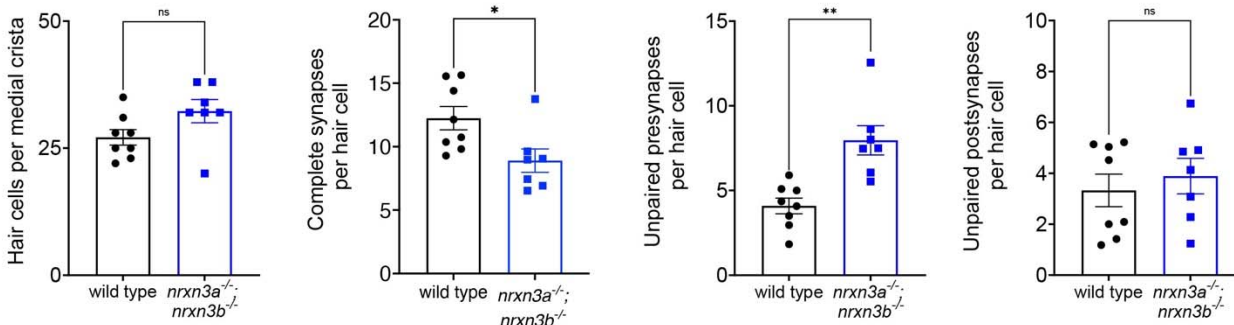 Hair cells per medial crista
50
25
0
ns
wild type
nrxn3a-/-;
nrxn3b-/-
Complete synapses
per hair cell
20
15
10
5
0
*
wild type
nrxn3a-/-;
nrxn3b-/-
Unpaired presynapses
per hair cell
15
10
5
0
**
wild type
nrxn3a-/-;
nrxn3b-/-
Unpaired postsynapses
per hair cell
10
8
6
4
2
0
ns
wild type
nrxn3a-/-;
nrxn3b-/-